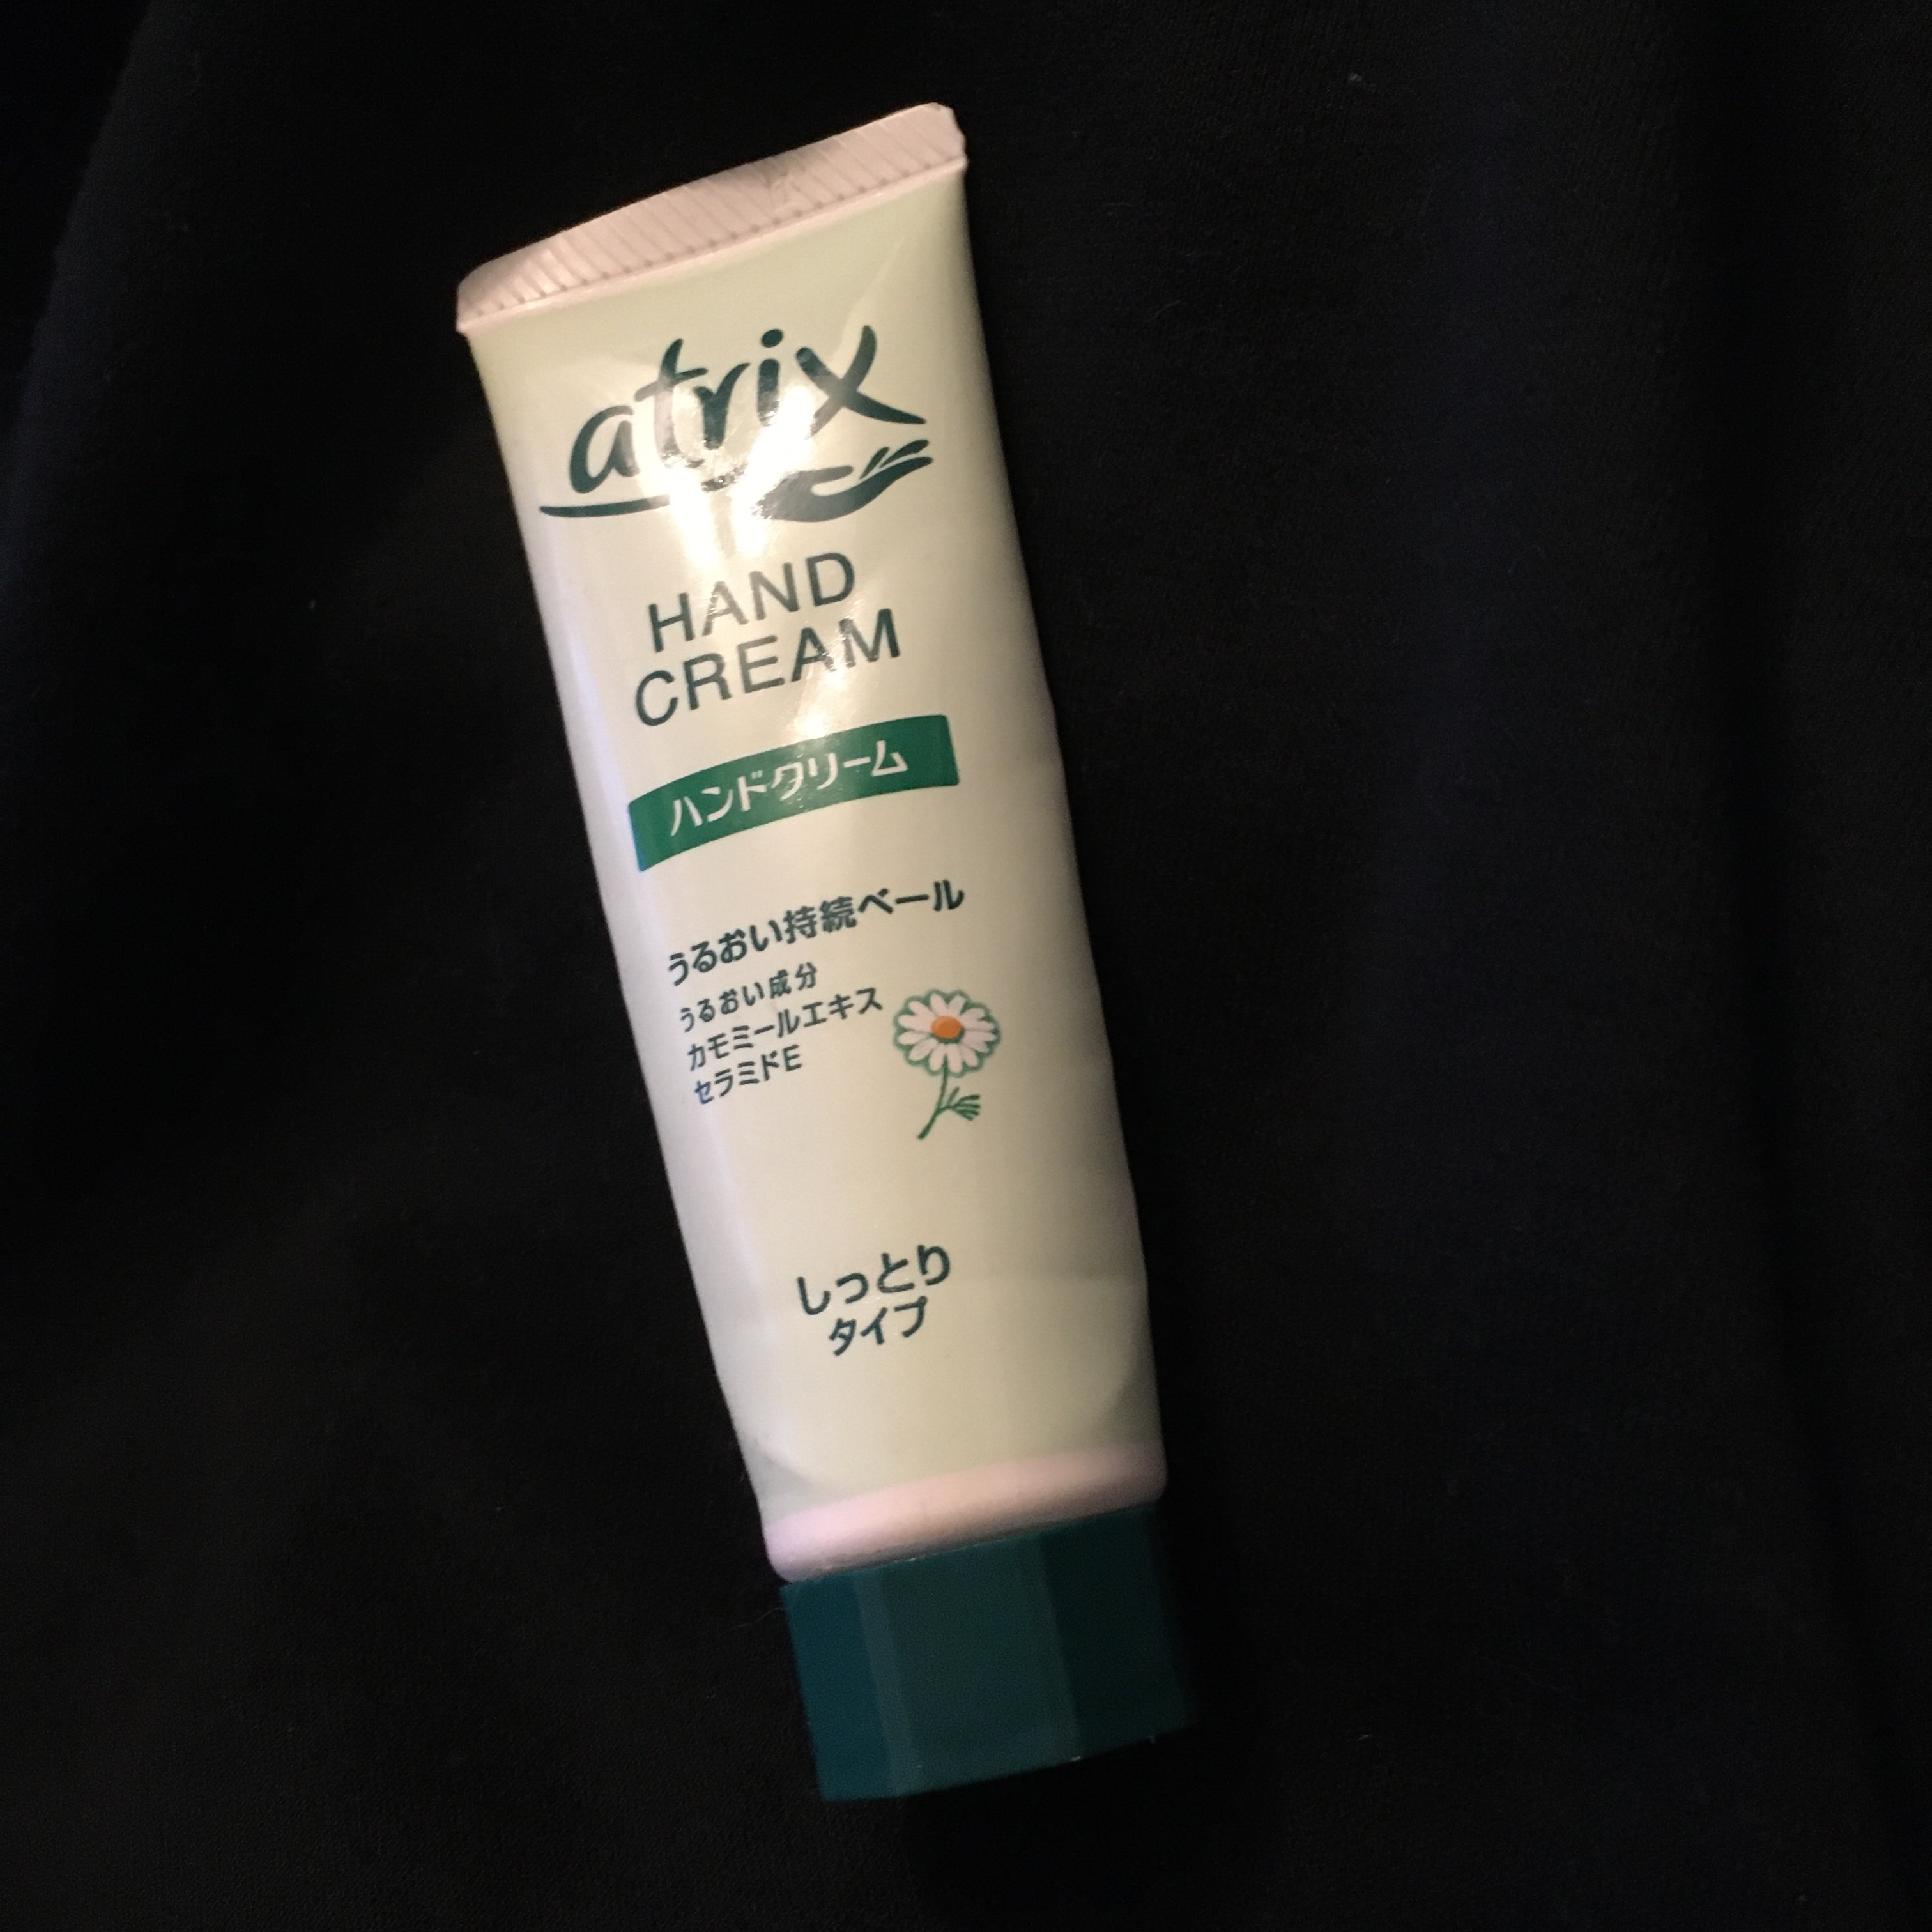 atrix
HAND
CREAM
ハンドクリーム
うるおい持続ベール
うるおい成分
カモミールエキス
セラミドE
しっとり
タイプ